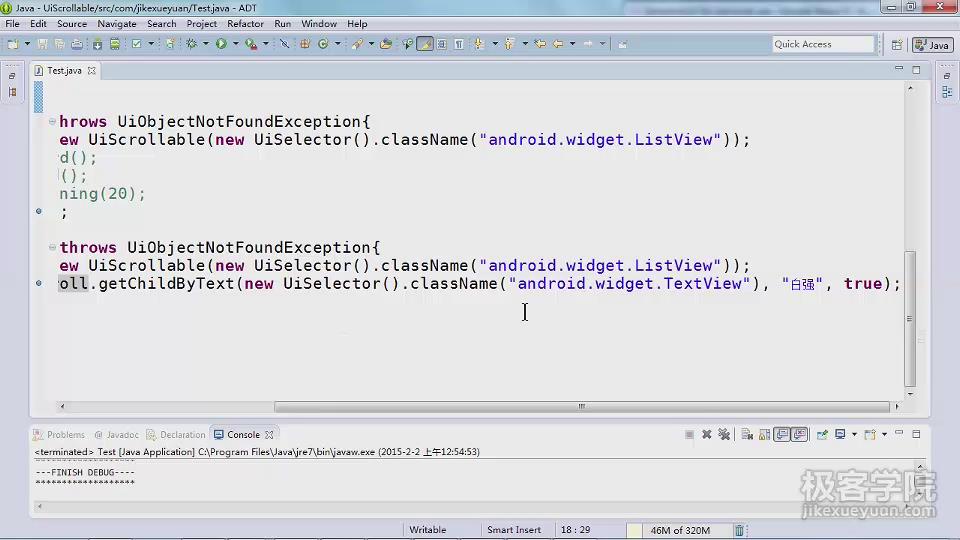 Java - UiScrollable/src/com/jikexueyuan/Test.java - ADT
File Edit Source Navigate Search Project Refactor Run Window Help
Quick Access
Java
Test.java
hrows UiObjectNotFoundException{
ew UiScrollable(new UiSelector().className("android.widget.ListView"));
d();
();
ning(20);
;
throws UiObjectNotFoundException{
ew UiScrollable(new UiSelector().className("android.widget.ListView"));
oll.getChildByText(new UiSelector().className("android.widget.TextView"), "白强", true);
Problems Javadoc Declaration Console
<terminated> Test [Java Application] C:\Program Files\Java\jre7\bin\javaw.exe (2015-2-2 上午12:54:53)
---FINISH DEBUG----
*******************
极客学院
jikexueyuan.com
Writable Smart Insert 18 : 29 46M of 320M